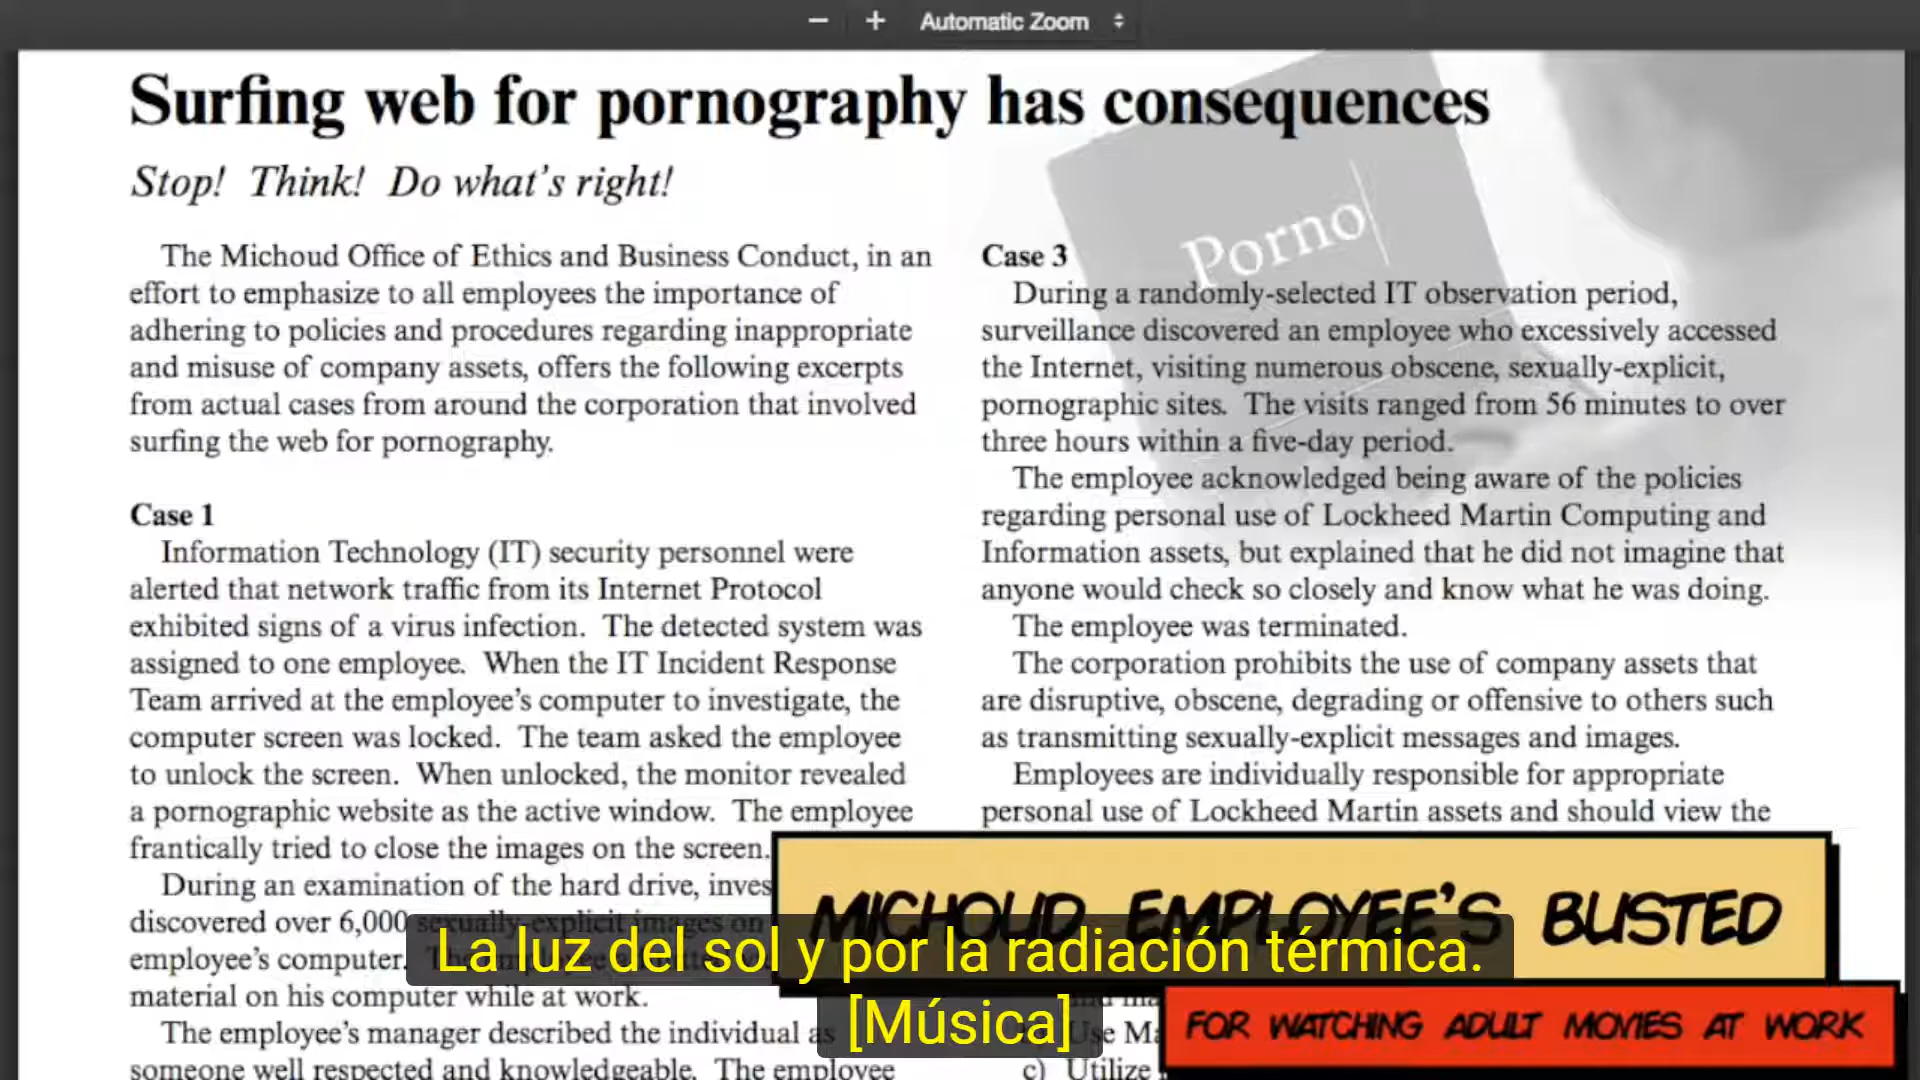 Automatic Zoom
Surfing web for pornography has consequences
Stop! Think! Do what's right!
The Michoud Office of Ethics and Business Conduct, in an
effort to emphasize to all employees the importance of
adhering to policies and procedures regarding inappropriate
and misuse of company assets, offers the following excerpts
from actual cases from around the corporation that involved
surfing the web for pornography.
Case 1
Information Technology (IT) security personnel were
alerted that network traffic from its Internet Protocol
exhibited signs of a virus infection. The detected system was
assigned to one employee. When the IT Incident Response
Team arrived at the employee's computer to investigate, the
computer screen was locked. The team asked the employee
to unlock the screen. When unlocked, the monitor revealed
a pornographic website as the active window. The employee
frantically tried to close the images on the screen.
During an examination of the hard drive, inves
discovered over 6,000 sexually-explicit images on
employee's computer.
material on his computer while at work.
The employee's manager described the individual as
someone well respected and knowledgeable. The employee
Porno
Case 3
During a randomly-selected IT observation period,
surveillance discovered an employee who excessively accessed
the Internet, visiting numerous obscene, sexually-explicit,
pornographic sites. The visits ranged from 56 minutes to over
three hours within a five-day period.
The employee acknowledged being aware of the policies
regarding personal use of Lockheed Martin Computing and
Information assets, but explained that he did not imagine that
anyone would check so closely and know what he was doing.
The employee was terminated.
The corporation prohibits the use of company assets that
are disruptive, obscene, degrading or offensive to others such
as transmitting sexually-explicit messages and images.
Employees are individually responsible for appropriate
personal use of Lockheed Martin assets and should view the
Use Ma
c) Utilize
MICHOUD EMPLOYEE'S BUSTED
FOR WATCHING ADULT MOVIES AT WORK
La luz del sol y por la radiación térmica.
[Música]